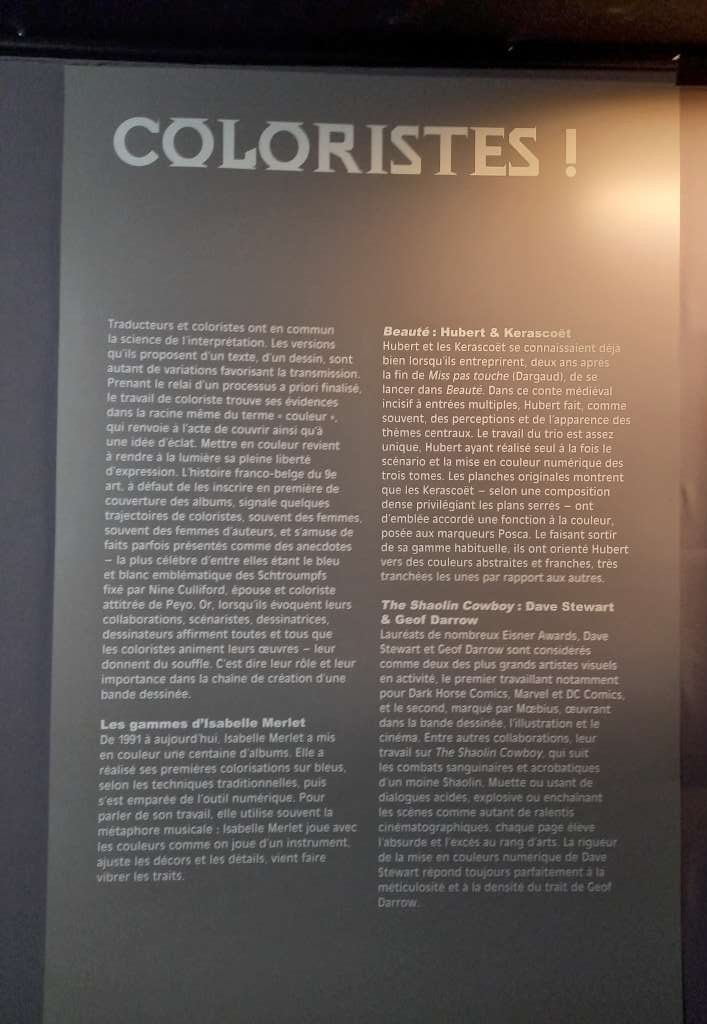 COLORISTES !
Traducteurs et coloristes ont en commun
la science de l'interprétation. Les versions
qu'ils proposent d'un texte, d'un dessin, sont
autant de variations favorisant la transmission.
Prenant le relai d'un processus a priori finalisé,
le travail de coloriste trouve ses évidences
dans la racine même du terme « couleur »,
qui renvoie à l'acte de couvrir ainsi qu'à
une idée d'éclat. Mettre en couleur revient
à rendre à la lumière sa pleine liberté
d'expression. L'histoire franco-belge du 9e
art, à défaut de les inscrire en première de
couverture des albums, signale quelques
trajectoires de coloristes, souvent des femmes,
souvent des femmes d'auteurs, et s'amuse de
faits parfois présentés comme des anecdotes
– la plus célèbre d'entre elles étant le bleu
et blanc emblématique des Schtroumpfs
fixé par Nine Culliford, épouse et coloriste
attitrée de Peyo. Or, lorsqu'ils évoquent leurs
collaborations, scénaristes, dessinatrices,
dessinateurs affirment toutes et tous que
les coloristes animent leurs œuvres – leur
donnent du souffle. C'est dire leur rôle et leur
importance dans la chaîne de création d'une
bande dessinée.
Les gammes d'Isabelle Merlet
De 1991 à aujourd'hui, Isabelle Merlet a mis
en couleur une centaine d'albums. Elle a
réalisé ses premières colorisations sur bleus,
selon les techniques traditionnelles, puis
s'est emparée de l'outil numérique. Pour
parler de son travail, elle utilise souvent la
métaphore musicale : Isabelle Merlet joue avec
les couleurs comme on joue d'un instrument,
ajuste les décors et les détails, vient faire
vibrer les traits.
Beauté : Hubert & Kerascoët
Hubert et les Kerascoët se connaissaient déjà
bien lorsqu'ils entreprirent, deux ans après
la fin de Miss pas touche (Dargaud), de se
lancer dans Beauté. Dans ce conte médiéval
incisif à entrées multiples, Hubert fait, comme
souvent, des perceptions et de l'apparence des
thèmes centraux. Le travail du trio est assez
unique, Hubert ayant réalisé seul à la fois le
scénario et la mise en couleur numérique des
trois tomes. Les planches originales montrent
que les Kerascoët – selon une composition
dense privilégiant les plans serrés – ont
d'emblée accordé une fonction à la couleur,
posée aux marqueurs Posca. Le faisant sortir
de sa gamme habituelle, ils ont orienté Hubert
vers des couleurs abstraites et franches, très
tranchées les unes par rapport aux autres.
The Shaolin Cowboy : Dave Stewart
& Geof Darrow
Lauréats de nombreux Eisner Awards, Dave
Stewart et Geof Darrow sont considérés
comme deux des plus grands artistes visuels
en activité, le premier travaillant notamment
pour Dark Horse Comics, Marvel et DC Comics,
et le second, marqué par Mœbius, œuvrant
dans la bande dessinée, l'illustration et le
cinéma. Entre autres collaborations, leur
travail sur The Shaolin Cowboy, qui suit
les combats sanguinaires et acrobatiques
d'un moine Shaolin. Muette ou usant de
dialogues acides, explosive ou enchaînant
les scènes comme autant de ralentis
cinématographiques, chaque page élève
l'absurde et l'excès au rang d'arts. La rigueur
de la mise en couleurs numérique de Dave
Stewart répond toujours parfaitement à la
méticulosité et à la densité du trait de Geof
Darrow.